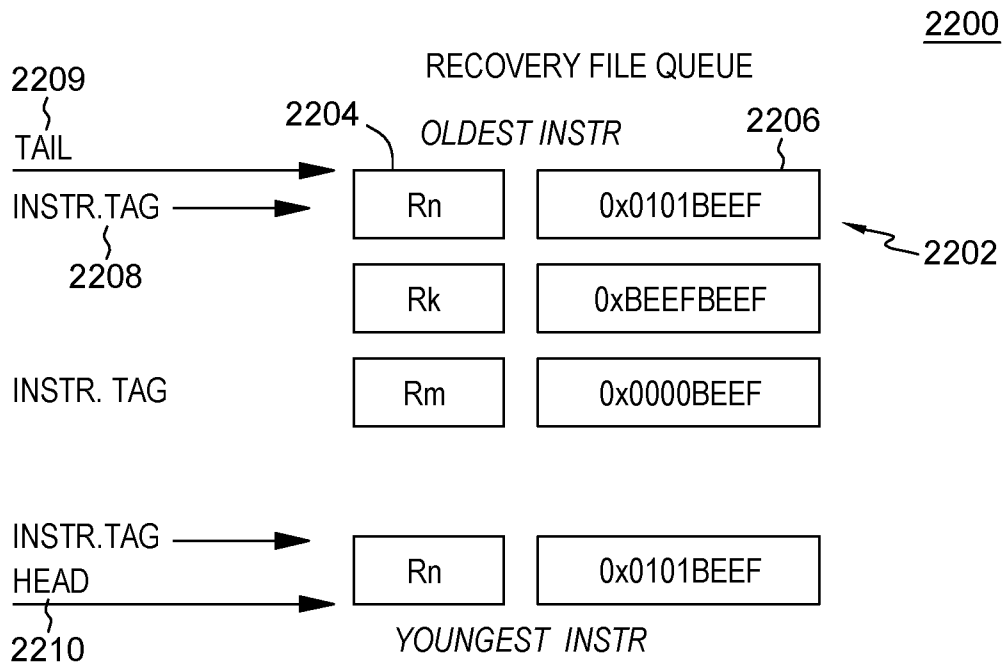 2200
RECOVERY FILE QUEUE
2209
2204
OLDEST INSTR
2206
TAIL
INSTR.TAG
Rn
0x0101BEEF
2208
2202
Rk
0xBEEFBEEF
INSTR. TAG
Rm
0x0000BEEF
INSTR.TAG
Rn
0x0101BEEF
HEAD
2210
YOUNGEST INSTR